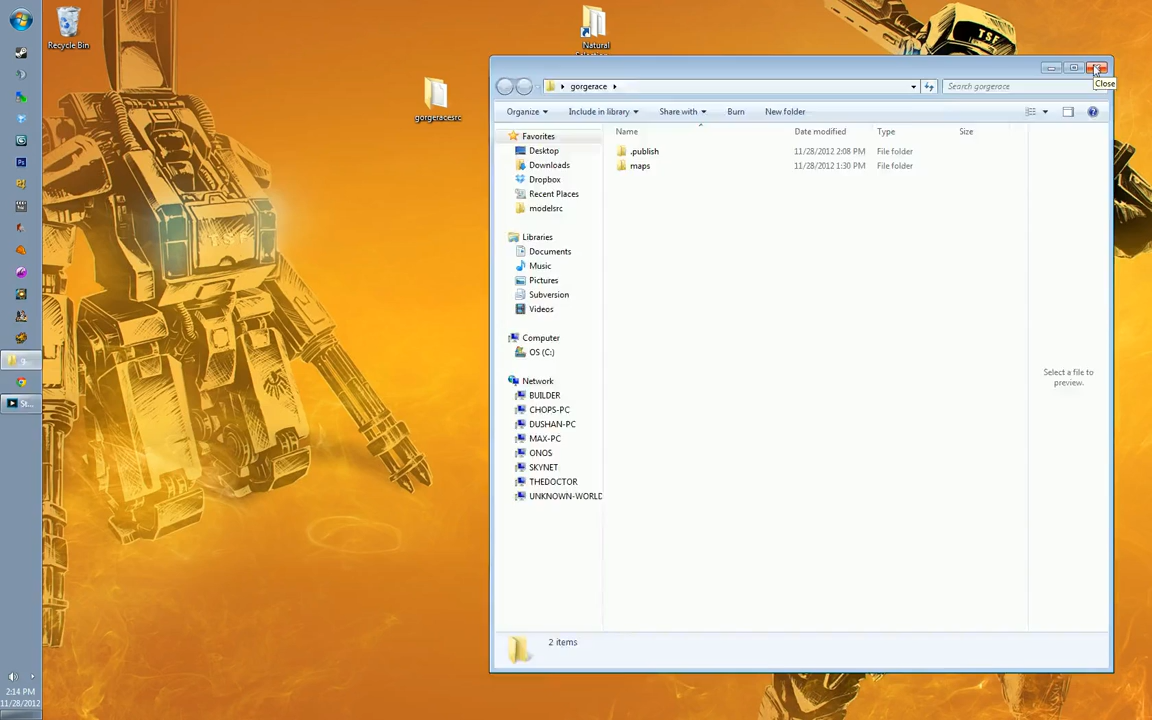 Recycle Bin
Natural
gorgeracesrc
TSF
TSF
gorgerace
Search gorgerace
Close
Organize
Include in library
Share with
Burn
New folder
Name
Date modified
Type
Size
Favorites
Desktop
Downloads
Dropbox
Recent Places
modelsrc
Libraries
Documents
Music
Pictures
Subversion
Videos
Computer
OS (C:)
Network
BUILDER
CHOPS-PC
DUSHAN-PC
MAX-PC
ONOS
SKYNET
THEDOCTOR
UNKNOWN-WORLD
.publish 11/28/2012 2:08 PM File folder
maps 11/28/2012 1:30 PM File folder
Select a file to
preview.
2 items
g...
St...
2:14 PM
11/28/2012